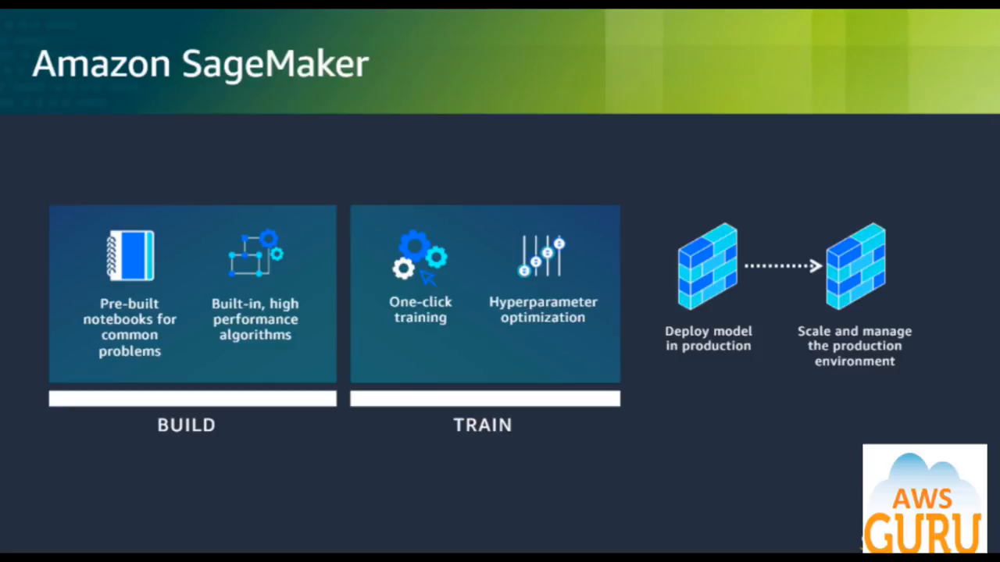 Amazon SageMaker
Pre-built
notebooks for
common
problems
Built-in, high
performance
algorithms
One-click
training
Hyperparameter
optimization
Deploy model
in production
Scale and manage
the production
environment
BUILD
TRAIN
AWS
GURU